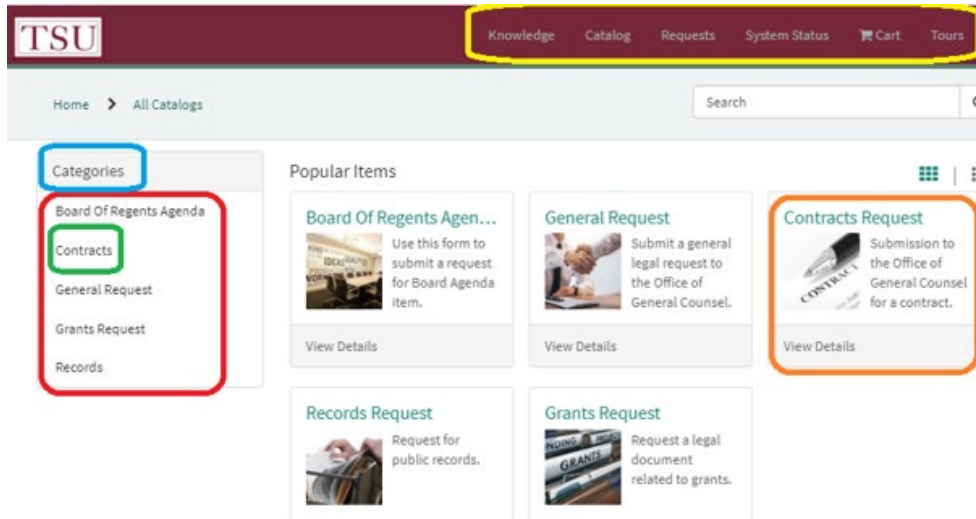 TSU
Knowledge Catalog Requests System Status Cart Tours
Home All Catalogs
Search
Categories
Board Of Regents Agenda
Contracts
General Request
Grants Request
Records
Popular Items
Board Of Regents Agen...
Use this form to
submit a request
for Board Agenda
item.
View Details
General Request
Submit a general
legal request to
the Office of
General Counsel.
View Details
Contracts Request
CONTRACT
Submission to
the Office of
General Counsel
for a contract.
View Details
Records Request
Request for
public records.
Grants Request
GRANTS
Request a legal
document
related to grants.